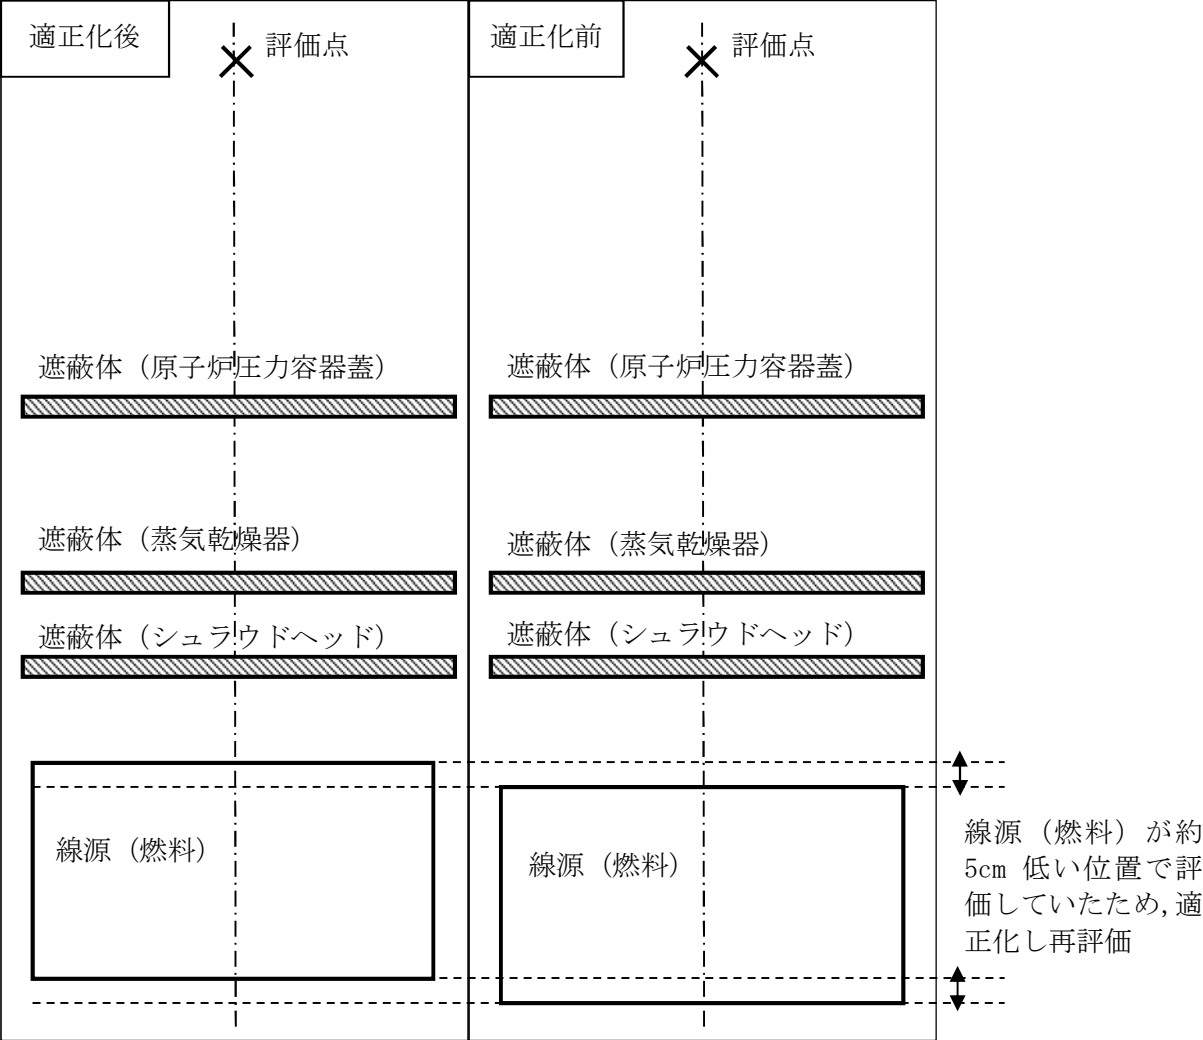 適正化後
評価点
遮蔽体（原子炉圧力容器蓋）
遮蔽体（蒸気乾燥器）
遮蔽体（シュラウドヘッド）
線源（燃料）
適正化前
評価点
遮蔽体（原子炉圧力容器蓋）
遮蔽体（蒸気乾燥器）
遮蔽体（シュラウドヘッド）
線源（燃料）
線源（燃料）が約
5cm 低い位置で評
価していたため,適
正化し再評価